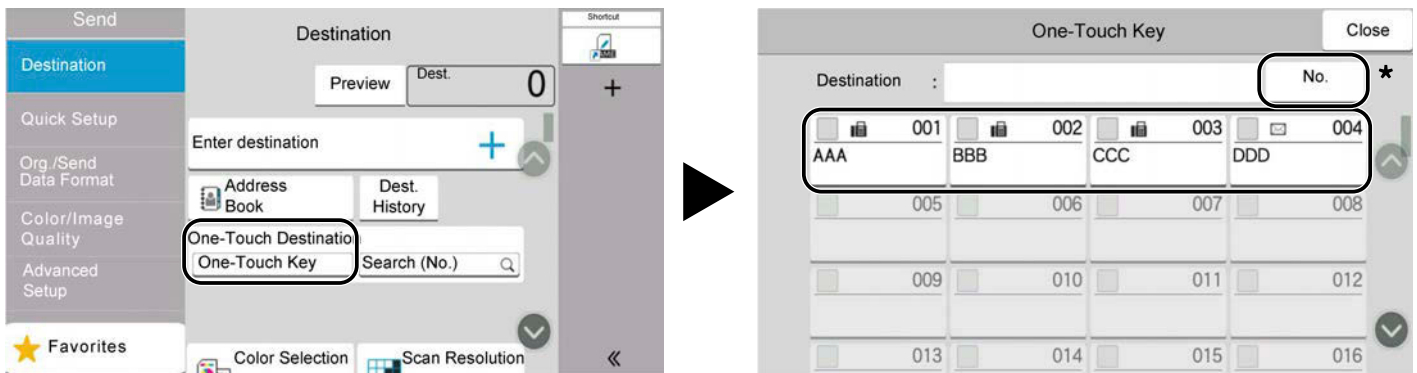 Send
Destination
Quick Setup
Org./Send
Data Format
Color/Image
Quality
Advanced
Setup
Favorites
Destination
Preview
Dest.
0
Enter destination
Address
Book
Dest.
History
One-Touch Destination
One-Touch Key
Search (No.)
Color Selection
Scan Resolution
Shortcut
+
«
One-Touch Key
Close
Destination :
No.
*
001 002 003 004
AAA BBB CCC DDD
005 006 007 008
009 010 011 012
013 014 015 016